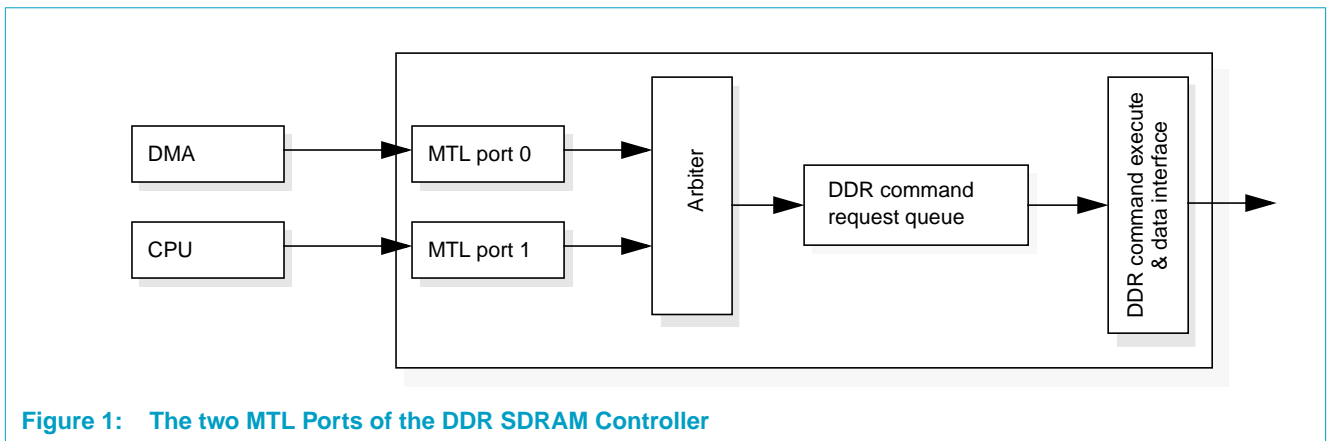 DMA
MTL port 0
CPU
MTL port 1
Arbiter
DDR command
request queue
DDR command execute
& data interface
Figure 1: The two MTL Ports of the DDR SDRAM Controller